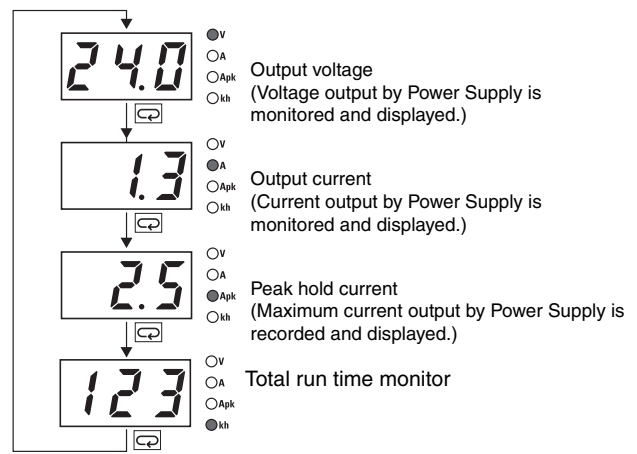 24.0
V
A
Apk
kh
Output voltage
(Voltage output by Power Supply is
monitored and displayed.)
1.3
V
A
Apk
kh
Output current
(Current output by Power Supply is
monitored and displayed.)
2.5
V
A
Apk
kh
Peak hold current
(Maximum current output by Power Supply is
recorded and displayed.)
123
V
A
Apk
kh
Total run time monitor